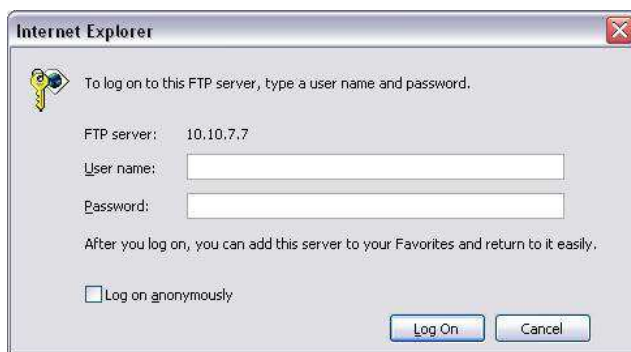 Internet Explorer
To log on to this FTP server, type a user name and password.
FTP server: 10.10.7.7
User name:
Password:
After you log on, you can add this server to your Favorites and return to it easily.
Log on anonymously
Log On Cancel